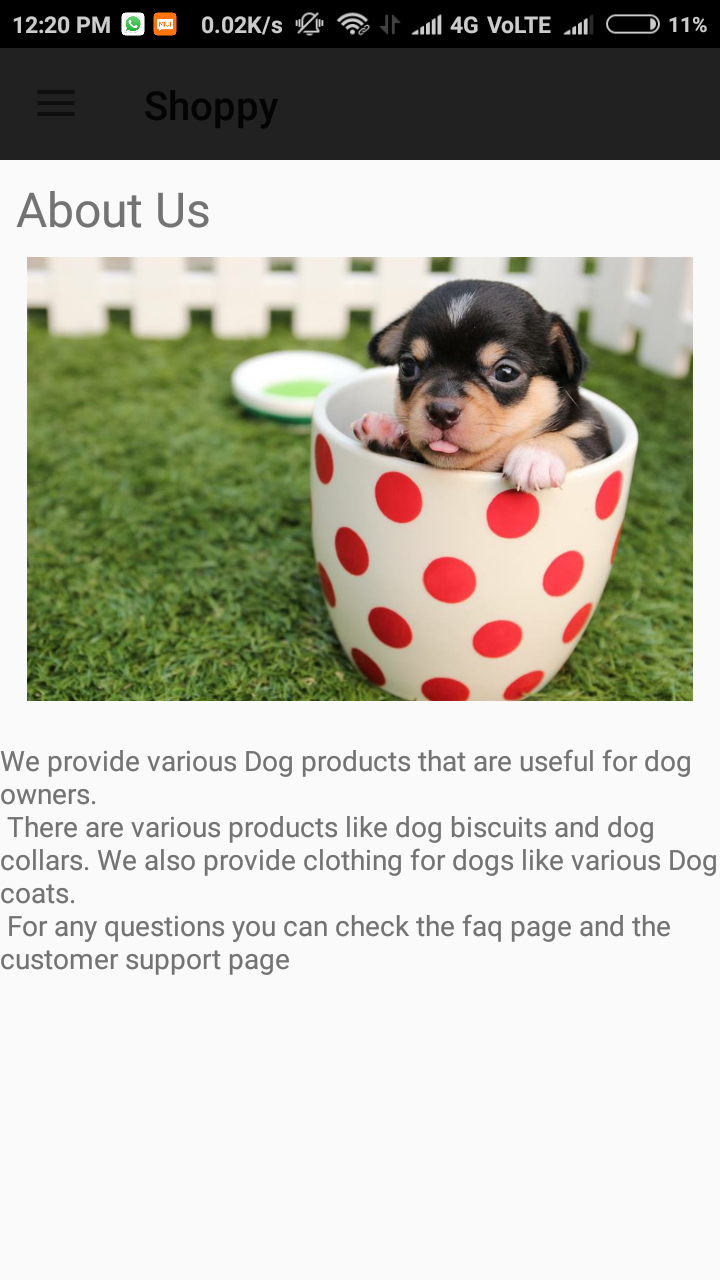 12:20 PM 0.02K/s 4G VoLTE 11%
Shoppy
About Us
We provide various Dog products that are useful for dog
owners.
There are various products like dog biscuits and dog
collars. We also provide clothing for dogs like various Dog
coats.
For any questions you can check the faq page and the
customer support page